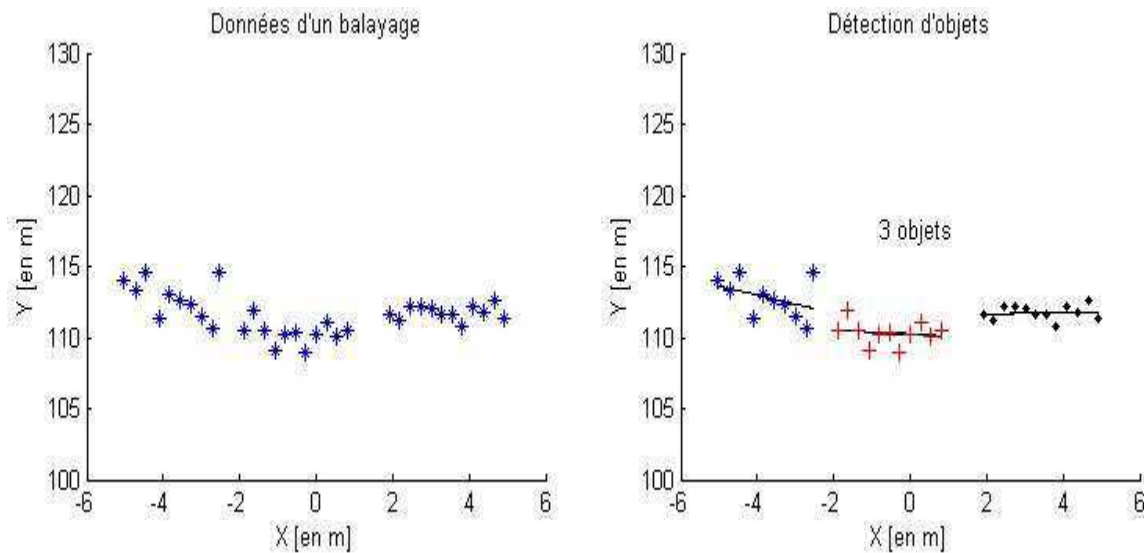 Données d'un balayage
130
125
120
115
110
105
100
Y [en m]
-6 -4 -2 0 2 4 6
X [en m]
Détection d'objets
130
125
120
115
110
105
100
Y [en m]
3 objets
-6 -4 -2 0 2 4 6
X [en m]